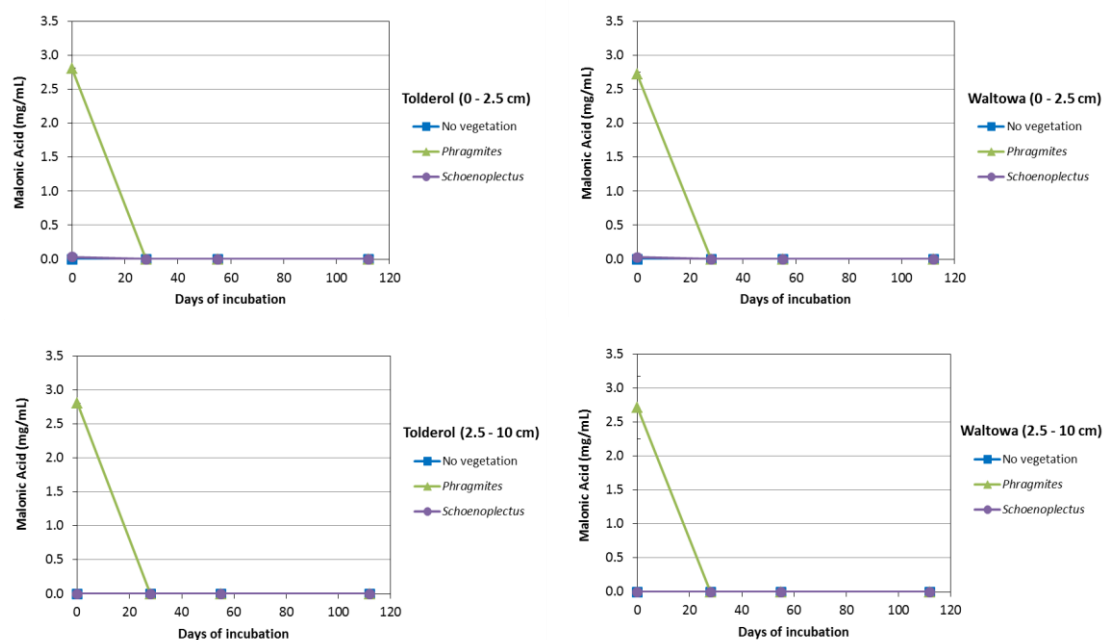 3.5
3.0
2.5
2.0
1.5
1.0
0.5
0.0
Malonic Acid (mg/mL)
0 20 40 60 80 100 120
Days of incubation
Tolderol (0 - 2.5 cm)
No vegetation
Phragmites
Schoenoplectus
3.5
3.0
2.5
2.0
1.5
1.0
0.5
0.0
Malonic Acid (mg/mL)
0 20 40 60 80 100 120
Days of incubation
Waltowa (0 - 2.5 cm)
No vegetation
Phragmites
Schoenoplectus
3.5
3.0
2.5
2.0
1.5
1.0
0.5
0.0
Malonic Acid (mg/mL)
0 20 40 60 80 100 120
Days of incubation
Tolderol (2.5 - 10 cm)
No vegetation
Phragmites
Schoenoplectus
3.5
3.0
2.5
2.0
1.5
1.0
0.5
0.0
Malonic Acid (mg/mL)
0 20 40 60 80 100 120
Days of incubation
Waltowa (2.5 - 10 cm)
No vegetation
Phragmites
Schoenoplectus